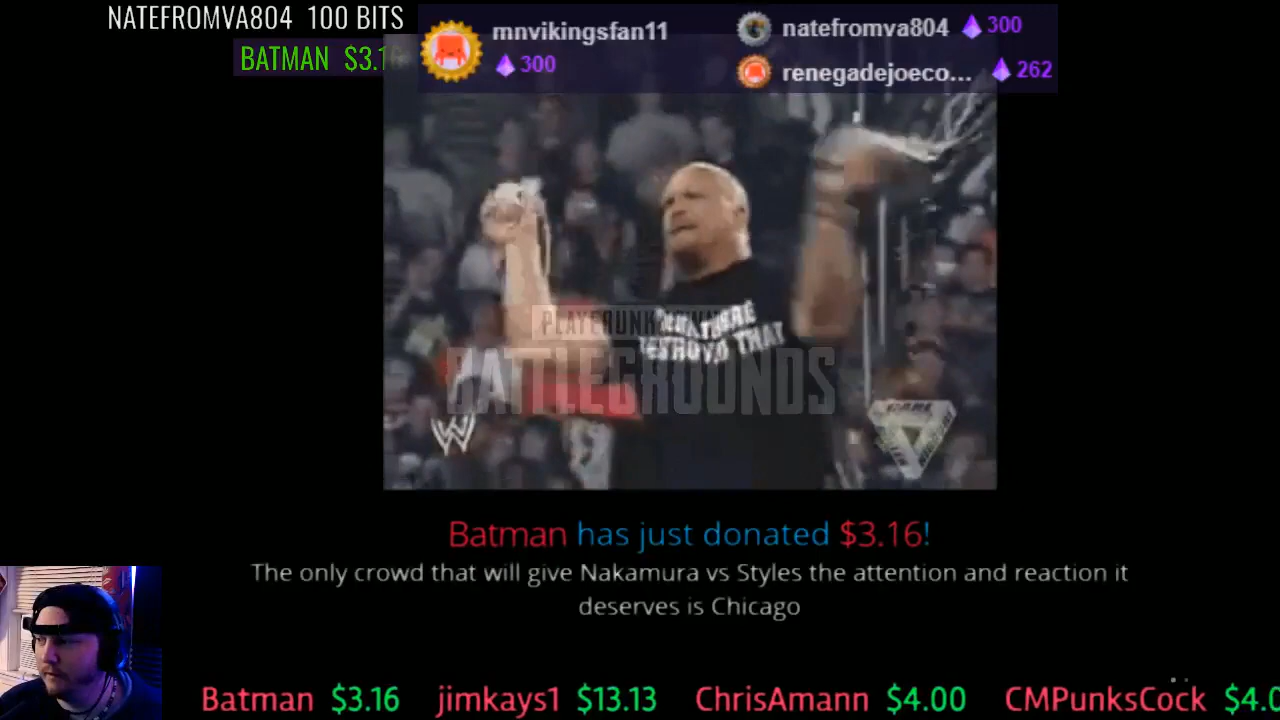 NATEFROMVA804 100 BITS
BATMAN $3.16
mnvikingsfan11
300
natefromva804 300
renegadejoeco... 262
BATTLEGROUNDS
Batman has just donated $3.16!
The only crowd that will give Nakamura vs Styles the attention and reaction it
deserves is Chicago
Batman $3.16 jimkays1 $13.13 ChrisAmann $4.00 CMPunksCock $4.0